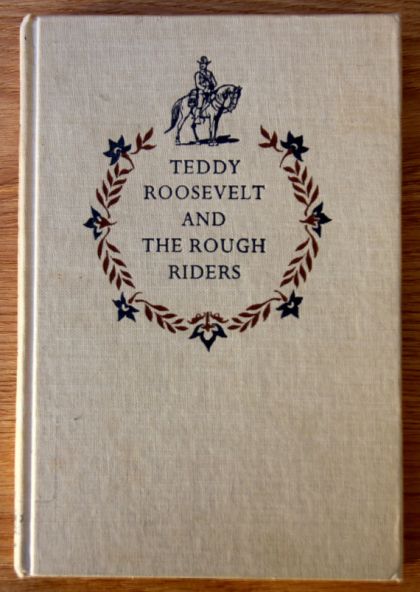 TEDDY
ROOSEVELT
AND
THE ROUGH
RIDERS